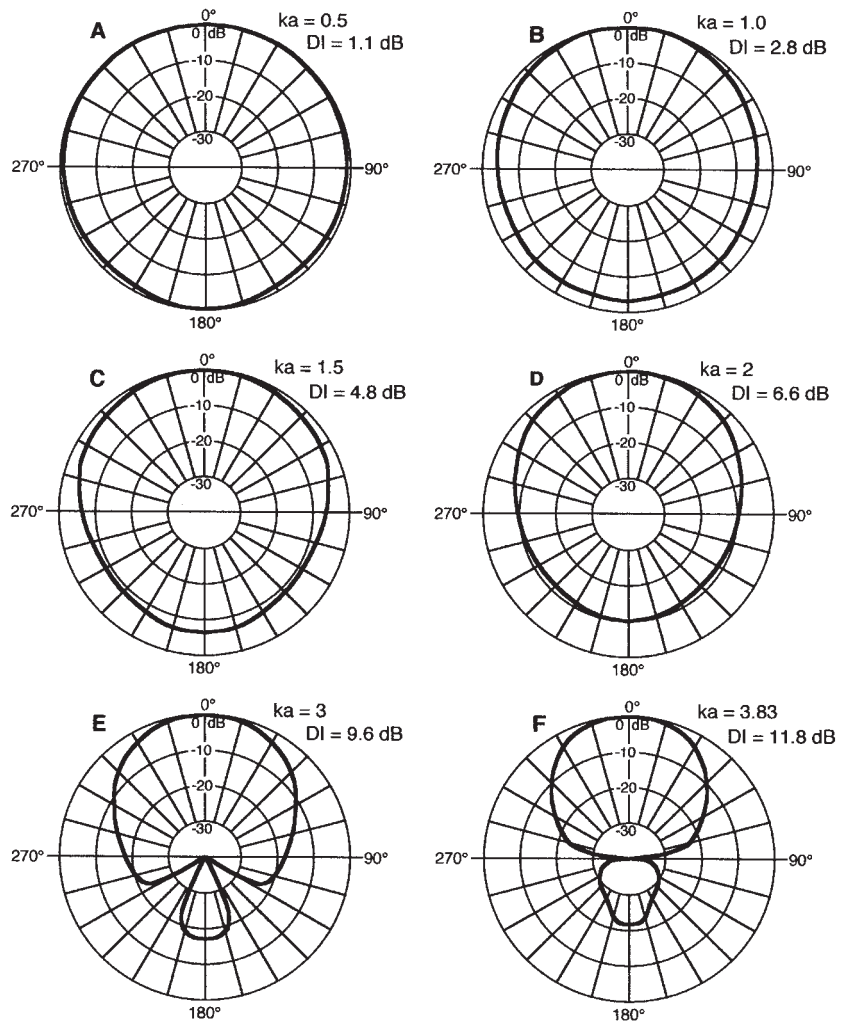 A
0°
ka = 0.5
DI = 1.1 dB
0 dB
-10
-20
-30
270°
90°
180°
B
0°
ka = 1.0
DI = 2.8 dB
0 dB
-10
-20
-30
270°
90°
180°
C
0°
ka = 1.5
DI = 4.8 dB
0 dB
-10
-20
-30
270°
90°
180°
D
0°
ka = 2
DI = 6.6 dB
0 dB
-10
-20
-30
270°
90°
180°
E
0°
ka = 3
DI = 9.6 dB
0 dB
-10
-20
-30
270°
90°
180°
F
0°
ka = 3.83
DI = 11.8 dB
0 dB
-10
-20
-30
270°
90°
180°